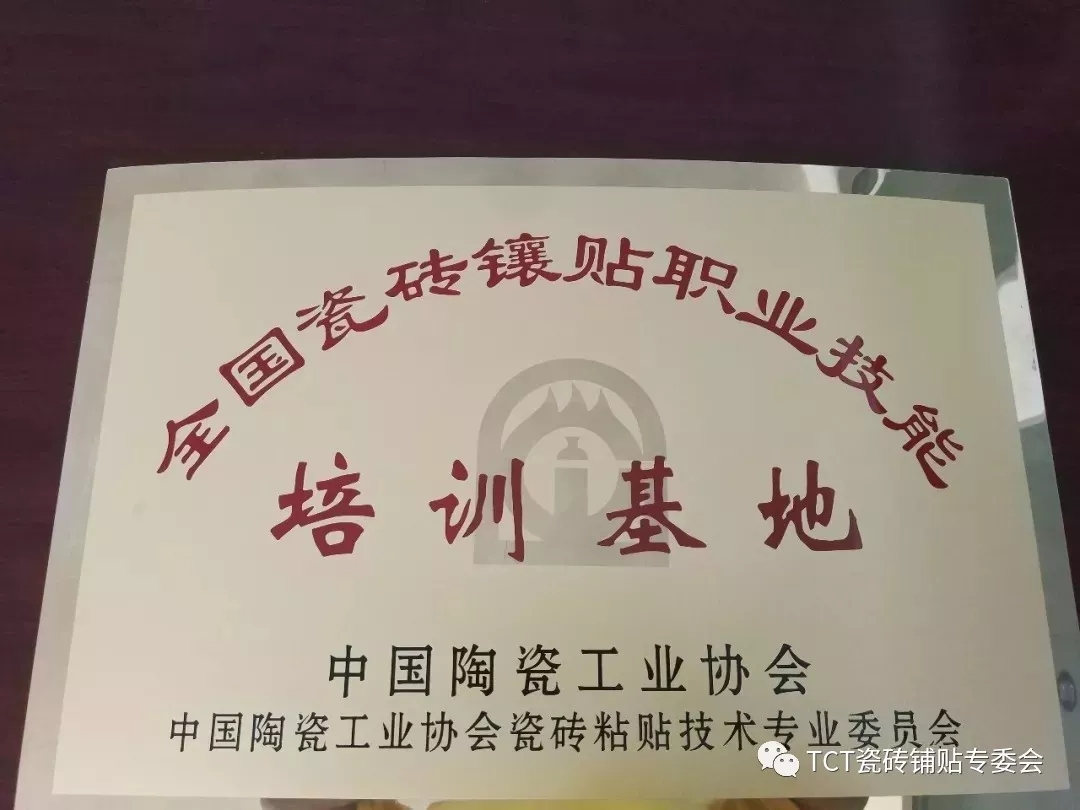 全国瓷砖镶贴职业技能
培训基地
中国陶瓷工业协会
中国陶瓷工业协会瓷砖粘贴技术专业委员会
TCT瓷砖铺贴专委会